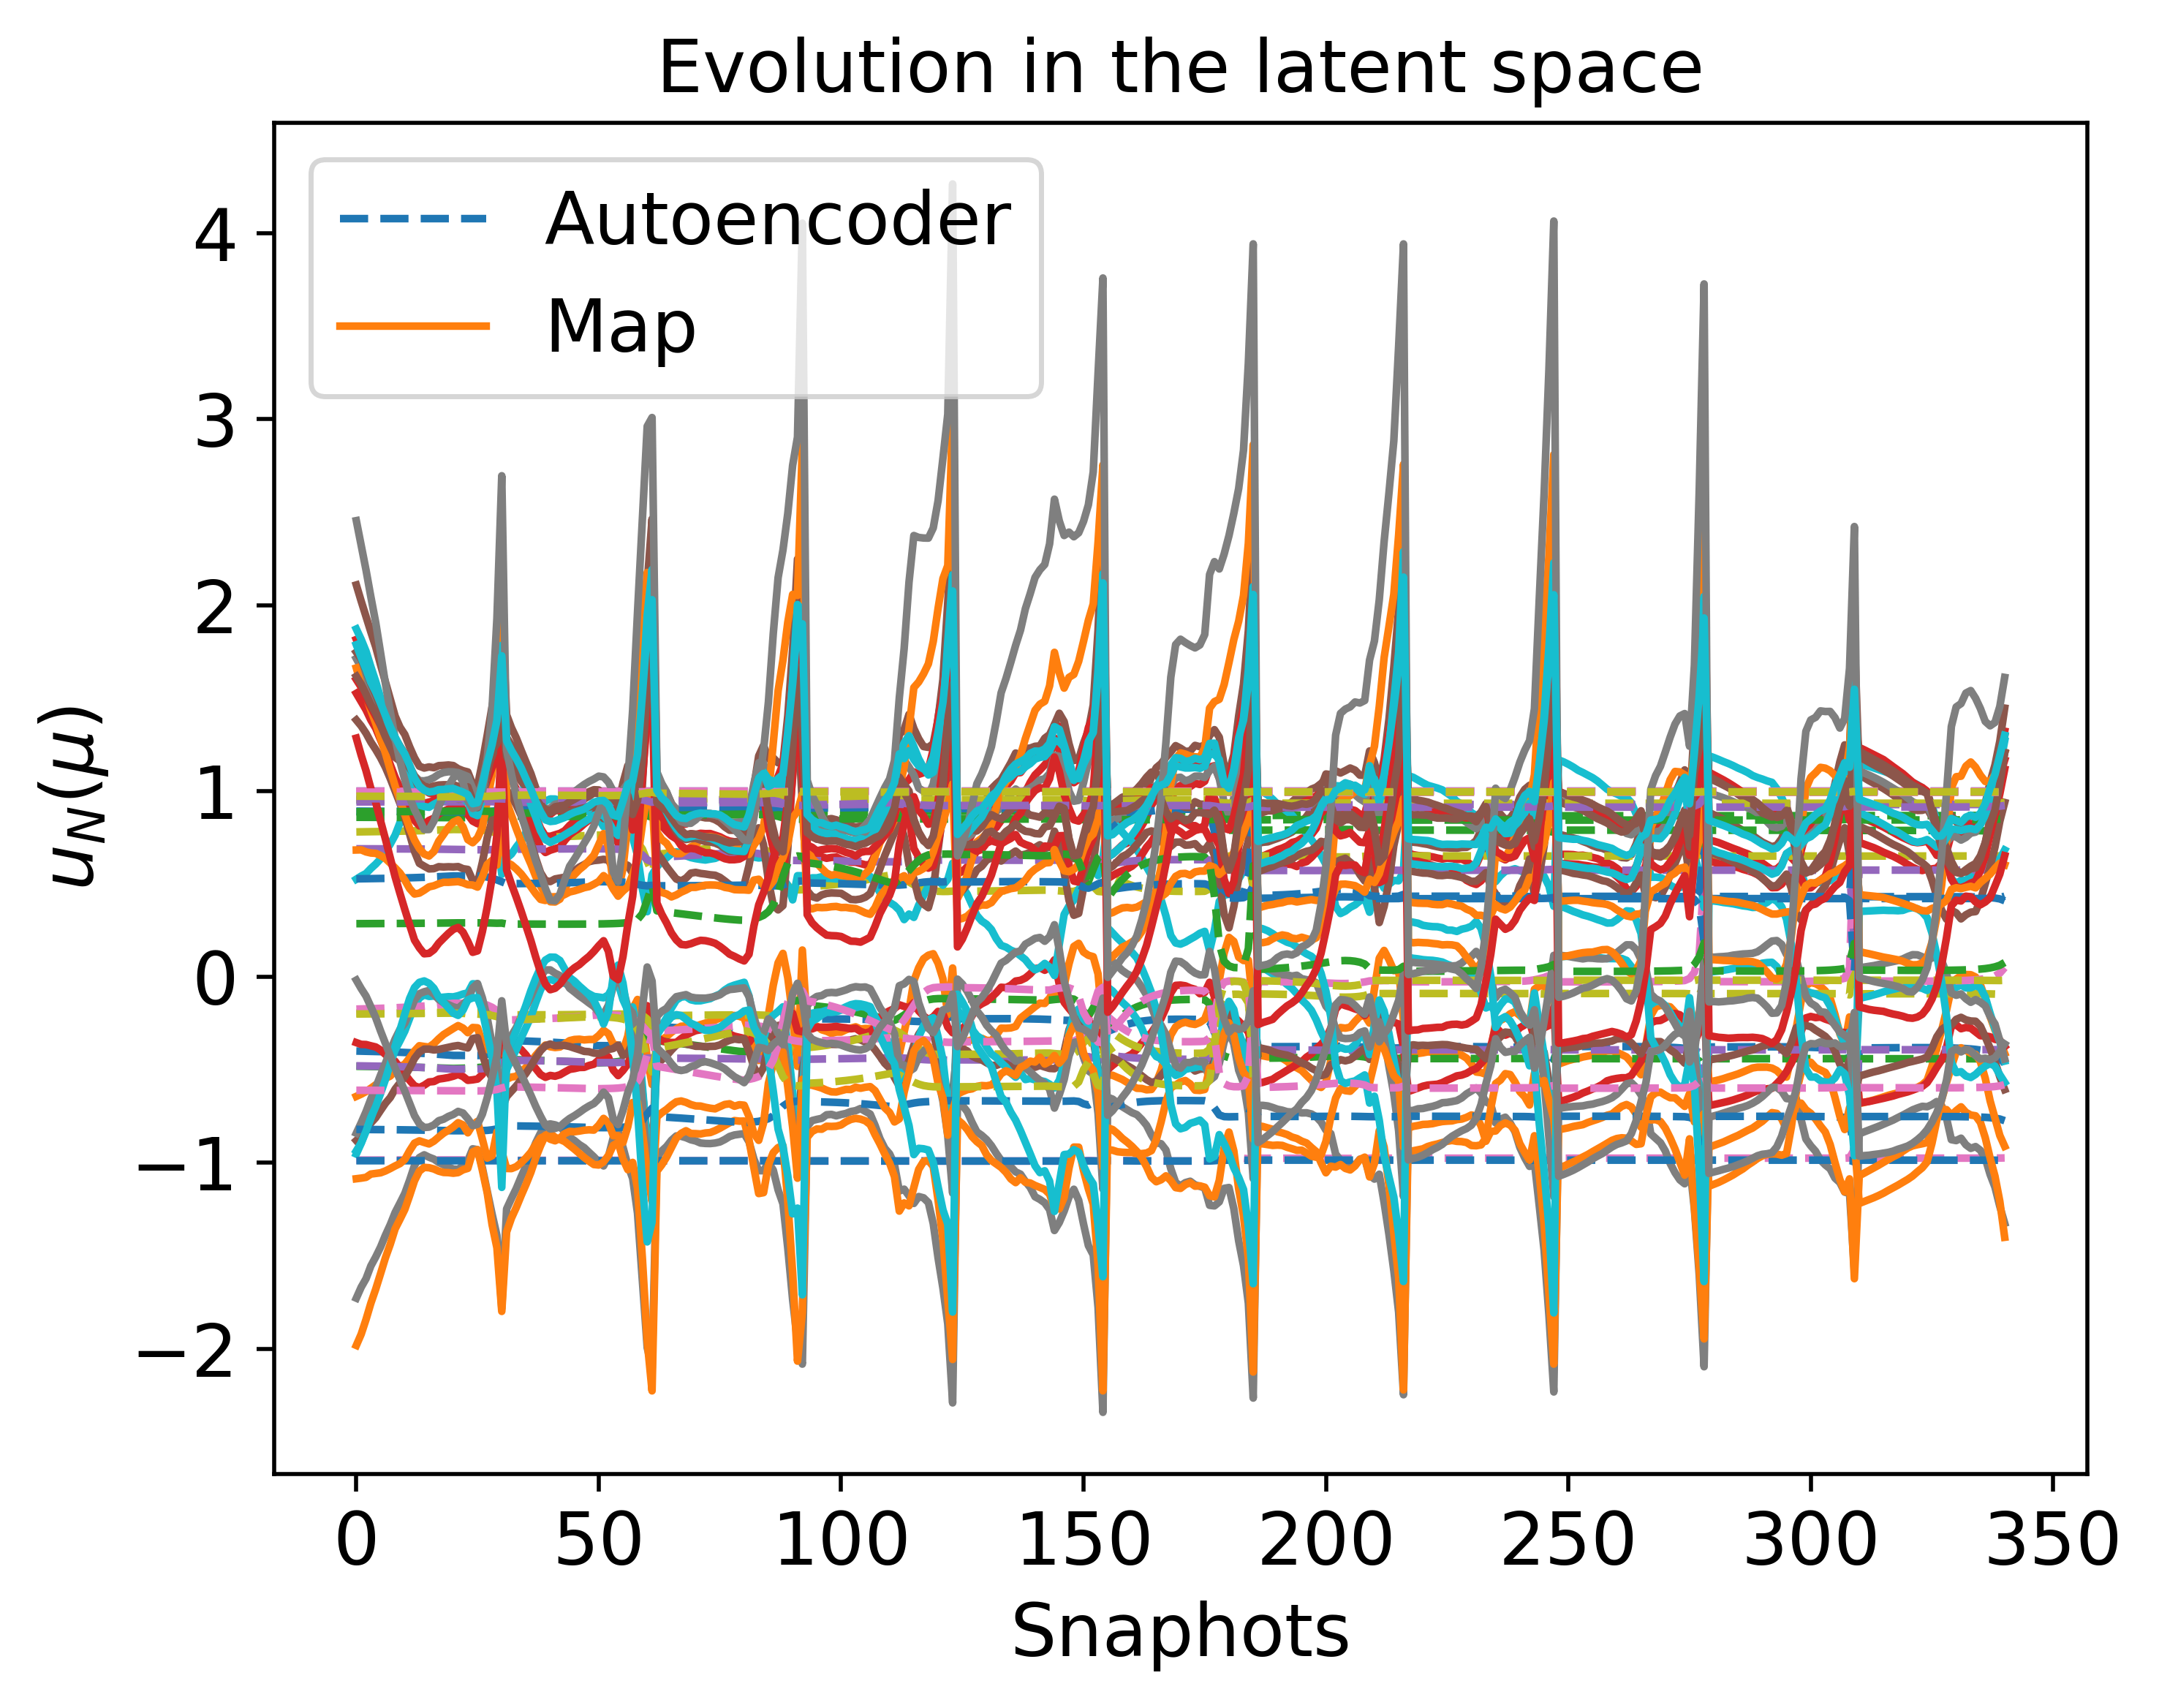 Evolution in the latent space
Autoencoder
Map
4
3
2
1
0
−1
−2
u_N(μ)
0 50 100 150 200 250 300 350
Snaphots